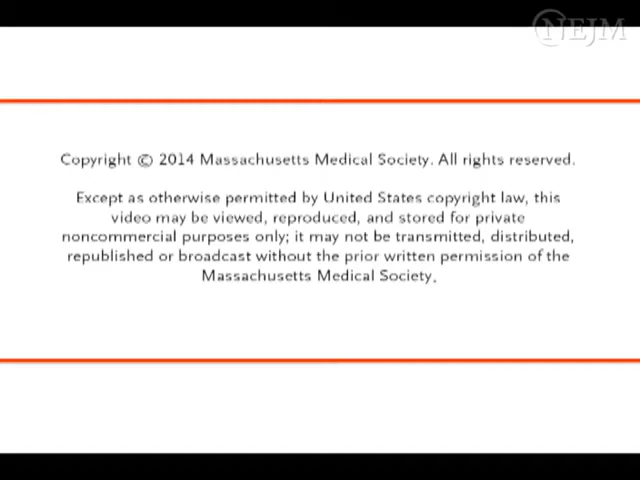 NEJM
Copyright © 2014 Massachusetts Medical Society. All rights reserved.
Except as otherwise permitted by United States copyright law, this
video may be viewed, reproduced, and stored for private
noncommercial purposes only; it may not be transmitted, distributed,
republished or broadcast without the prior written permission of the
Massachusetts Medical Society.